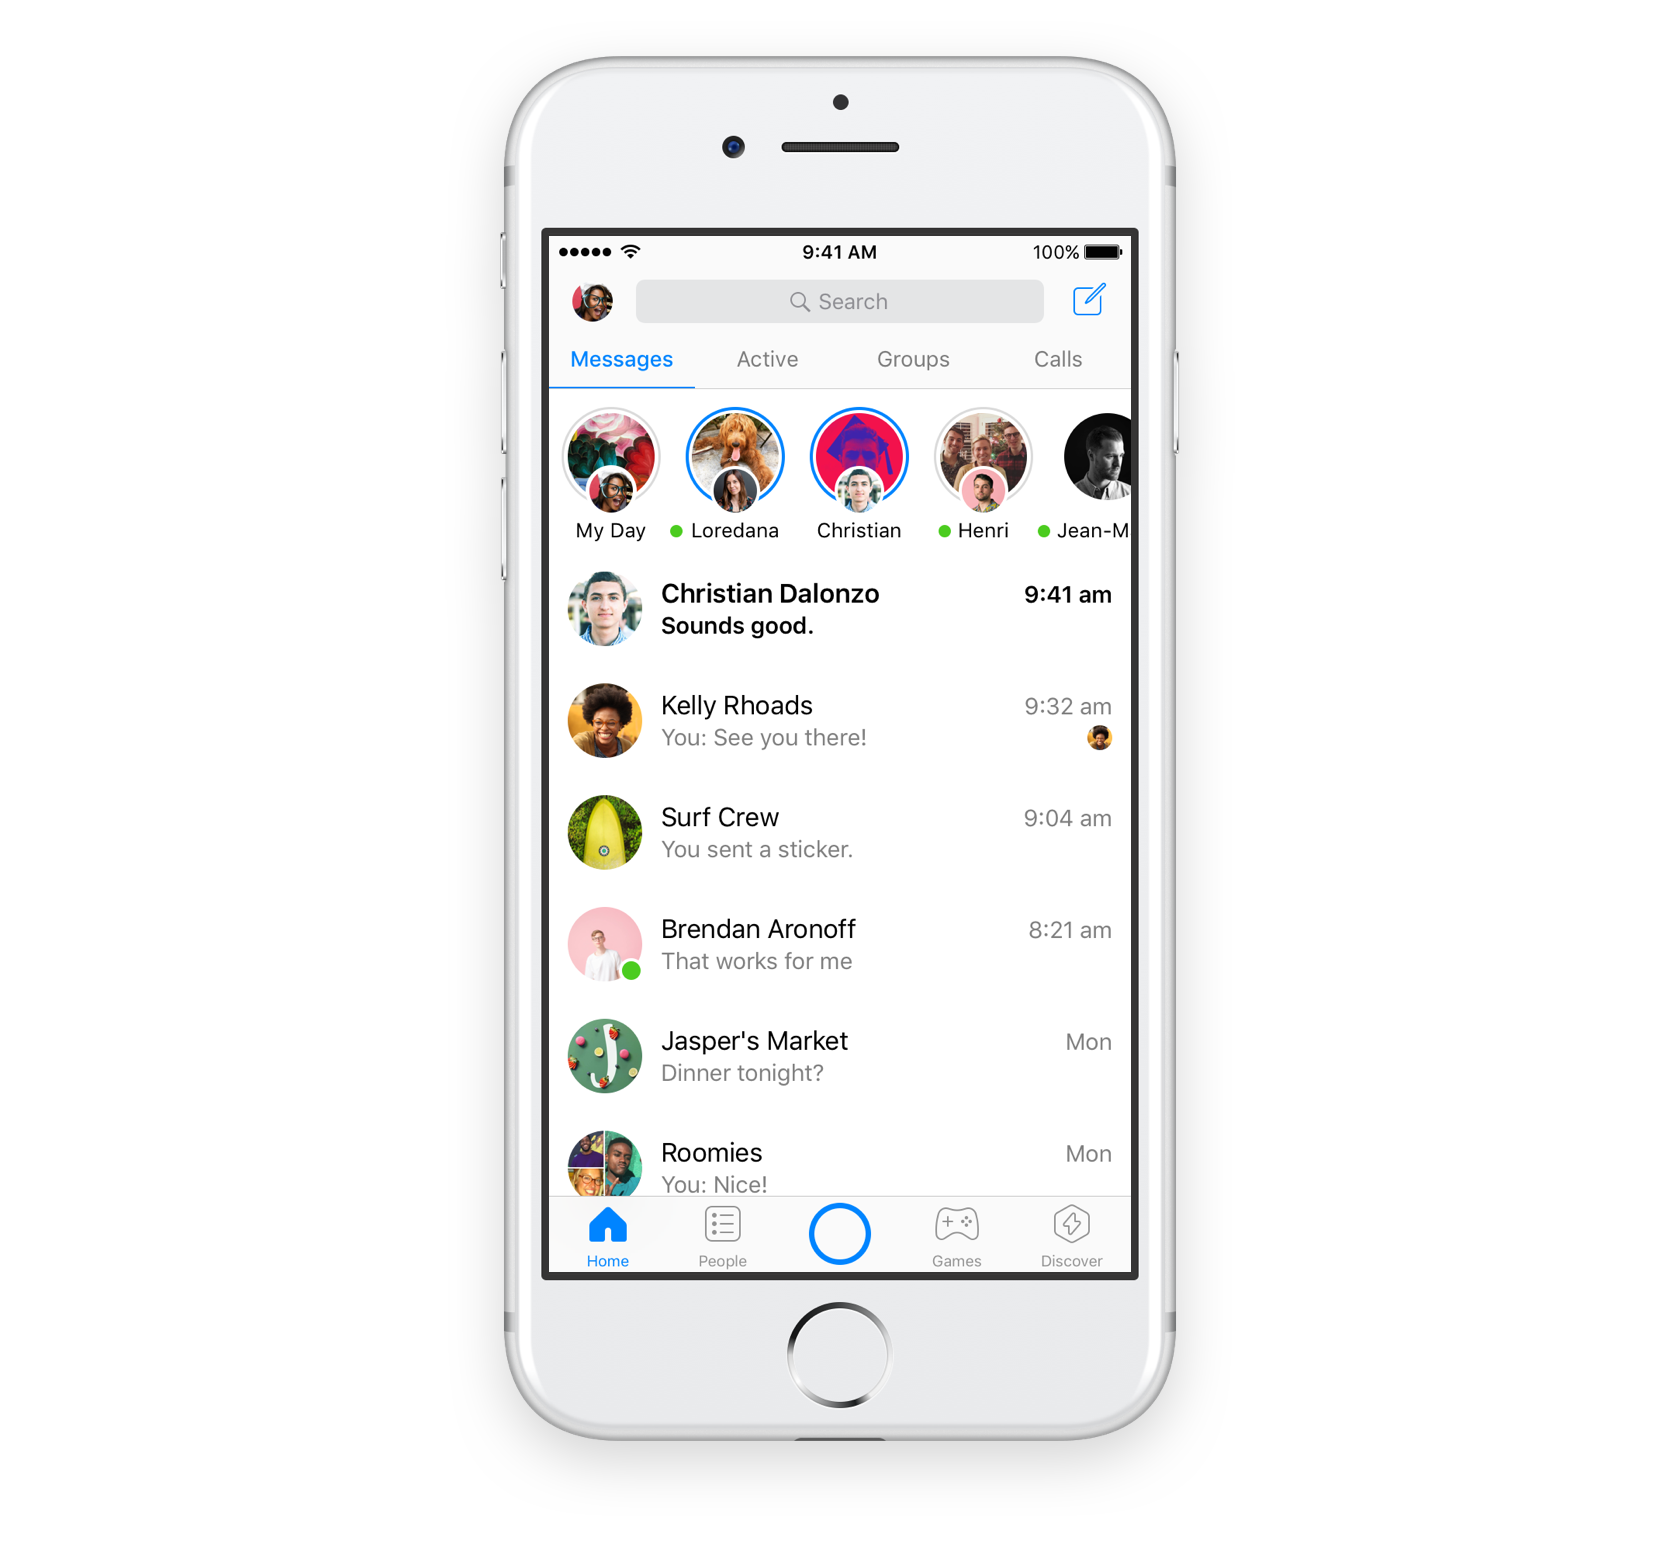 9:41 AM
100%
Search
Messages Active Groups Calls
My Day Loredana Christian Henri Jean-M
Christian Dalonzo 9:41 am
Sounds good.
Kelly Rhoads 9:32 am
You: See you there!
Surf Crew 9:04 am
You sent a sticker.
Brendan Aronoff 8:21 am
That works for me
Jasper's Market Mon
Dinner tonight?
Roomies Mon
You: Nice!
Home People Games Discover